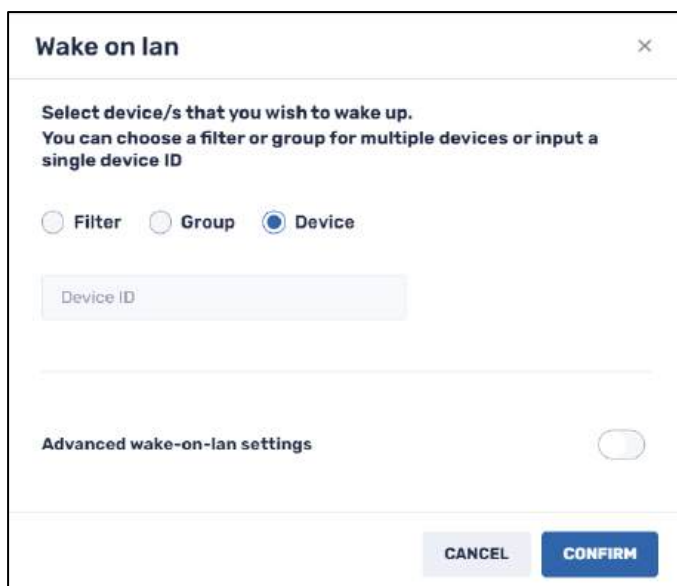 Wake on lan
Select device/s that you wish to wake up.
You can choose a filter or group for multiple devices or input a
single device ID
Filter Group Device
Device ID
Advanced wake-on-lan settings
CANCEL CONFIRM